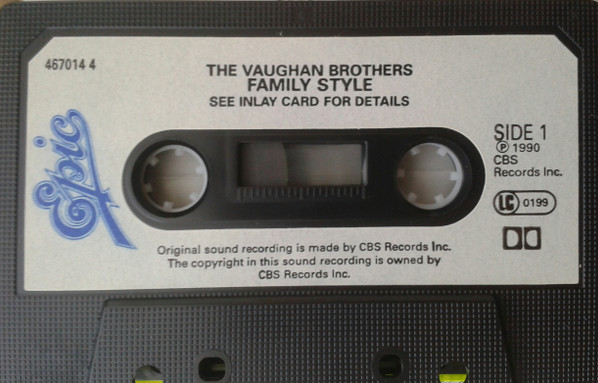 467014 4
THE VAUGHAN BROTHERS
FAMILY STYLE
SEE INLAY CARD FOR DETAILS
Epic
SIDE 1
Ⓟ 1990
CBS
Records Inc.
LC 0199
Original sound recording is made by CBS Records Inc.
The copyright in this sound recording is owned by
CBS Records Inc.